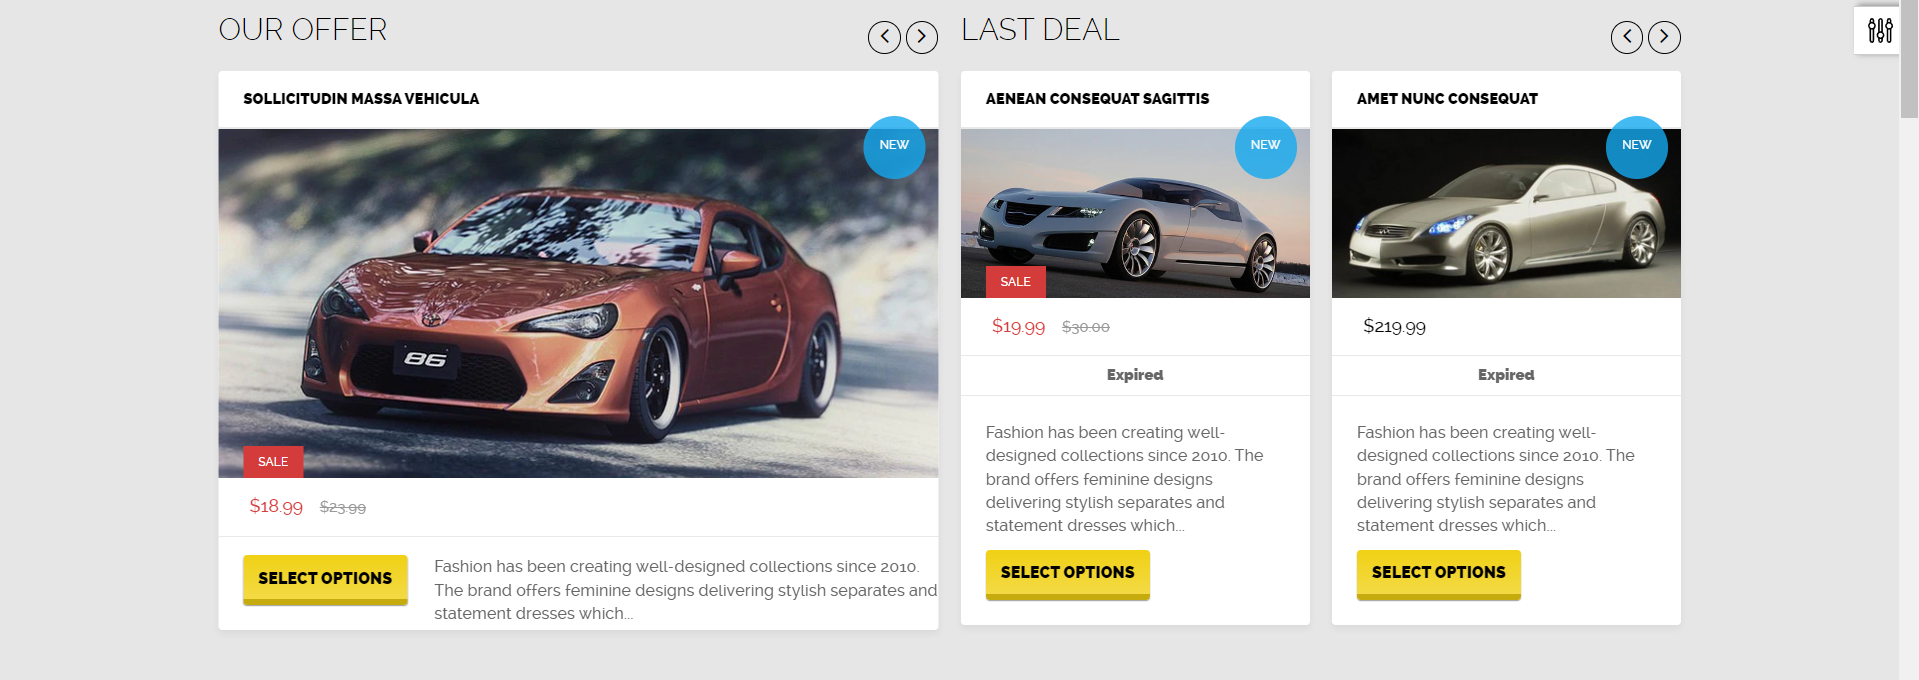 OUR OFFER
SOLLICITUDIN MASSA VEHICULA
NEW
86
SALE
$18.99 $23.99
SELECT OPTIONS
Fashion has been creating well-designed collections since 2010.
The brand offers feminine designs delivering stylish separates and
statement dresses which...
LAST DEAL
AENEAN CONSEQUAT SAGITTIS
NEW
SALE
$19.99 $30.00
Expired
Fashion has been creating well-
designed collections since 2010. The
brand offers feminine designs
delivering stylish separates and
statement dresses which...
SELECT OPTIONS
AMET NUNC CONSEQUAT
NEW
$219.99
Expired
Fashion has been creating well-
designed collections since 2010. The
brand offers feminine designs
delivering stylish separates and
statement dresses which...
SELECT OPTIONS